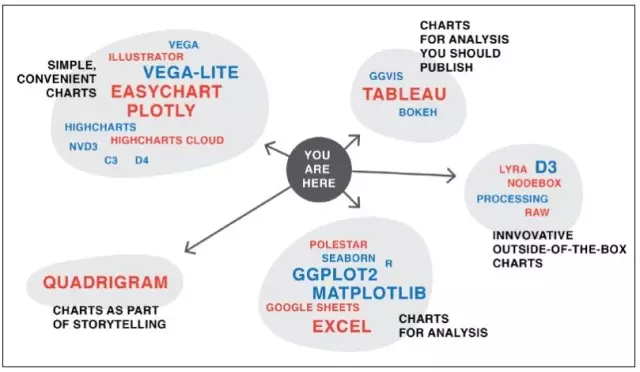 SIMPLE,
CONVENIENT
CHARTS
VEGA
ILLUSTRATOR
VEGA-LITE
EASYCHART
PLOTLY
HIGHCHARTS
HIGHCHARTS CLOUD
NVD3
C3 D4
CHARTS
FOR ANALYSIS
YOU SHOULD
PUBLISH
GGVIS
TABLEAU
BOKEH
YOU
ARE
HERE
LYRA D3
NODEBOX
PROCESSING
RAW
INNVOVATIVE
OUTSIDE-OF-THE-BOX
CHARTS
QUADRIGRAM
CHARTS AS PART
OF STORYTELLING
POLESTAR
SEABORN R
GGPLOT2
MATPLOTLIB
GOOGLE SHEETS
EXCEL
CHARTS
FOR ANALYSIS